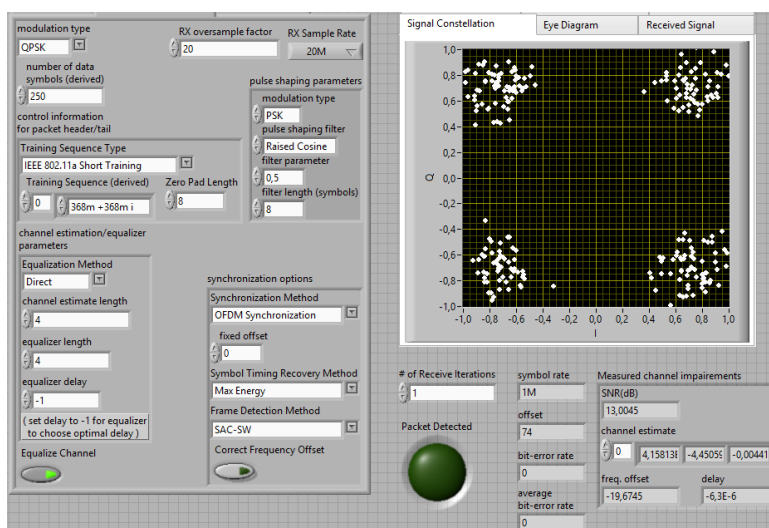 modulation type
QPSK
number of data
symbols (derived)
250
control information
for packet header/tail
RX oversample factor
20
RX Sample Rate
20M
pulse shaping parameters
modulation type
PSK
pulse shaping filter
Raised Cosine
filter parameter
0,5
filter length (symbols)
8
Training Sequence Type
IEEE 802.11a Short Training
Training Sequence (derived)
0
368m +368m i
Zero Pad Length
8
channel estimation/equalizer
parameters
Equalization Method
Direct
channel estimate length
4
equalizer length
4
equalizer delay
-1
( set delay to -1 for equalizer
to choose optimal delay )
Equalize Channel
synchronization options
Synchronization Method
OFDM Synchronization
fixed offset
0
Symbol Timing Recovery Method
Max Energy
Frame Detection Method
SAC-SW
Correct Frequency Offset
Signal Constellation
Eye Diagram
Received Signal
1,0
0,8
0,6
0,4
0,2
0,0
-0,2
-0,4
-0,6
-0,8
-1,0
Q
-1,0 -0,8 -0,6 -0,4 -0,2 0,0 0,2 0,4 0,6 0,8 1,0
I
# of Receive Iterations
1
Packet Detected
symbol rate
1M
offset
74
bit-error rate
0
average
bit-error rate
0
Measured channel impairements
SNR(dB)
13,0045
channel estimate
0
4,158138
-4,45059
-0,00441
freq. offset
-19,6745
delay
-6,3E-6